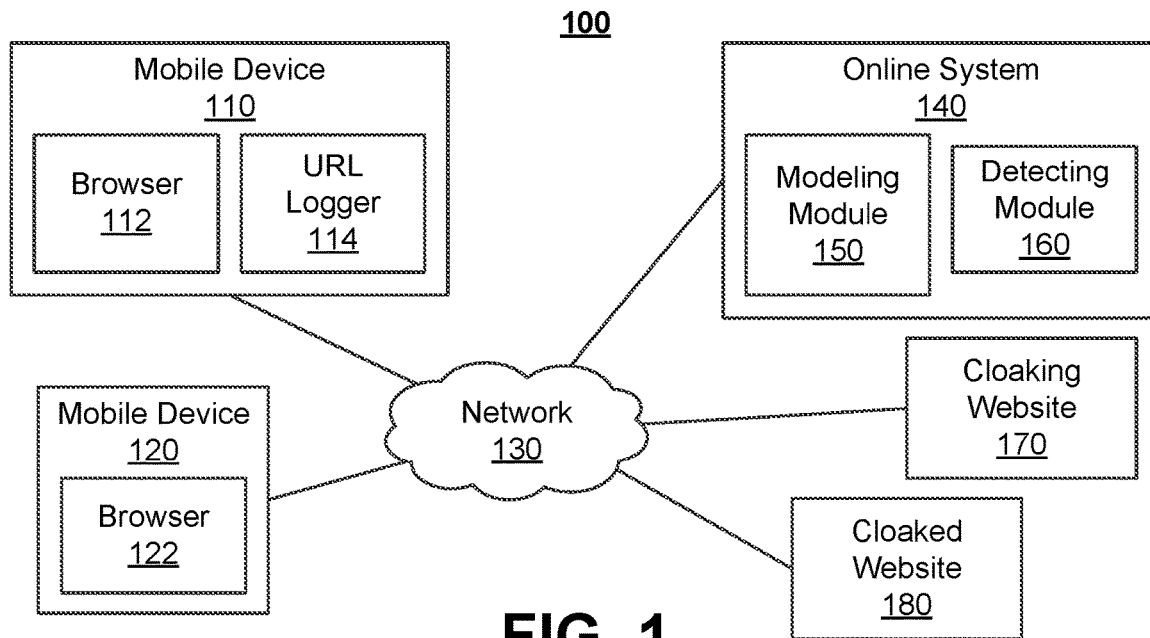 100
Mobile Device
110
Browser
112
URL
Logger
114
Online System
140
Modeling
Module
150
Detecting
Module
160
Mobile Device
120
Browser
122
Network
130
Cloaking
Website
170
Cloaked
Website
180
FIG. 1